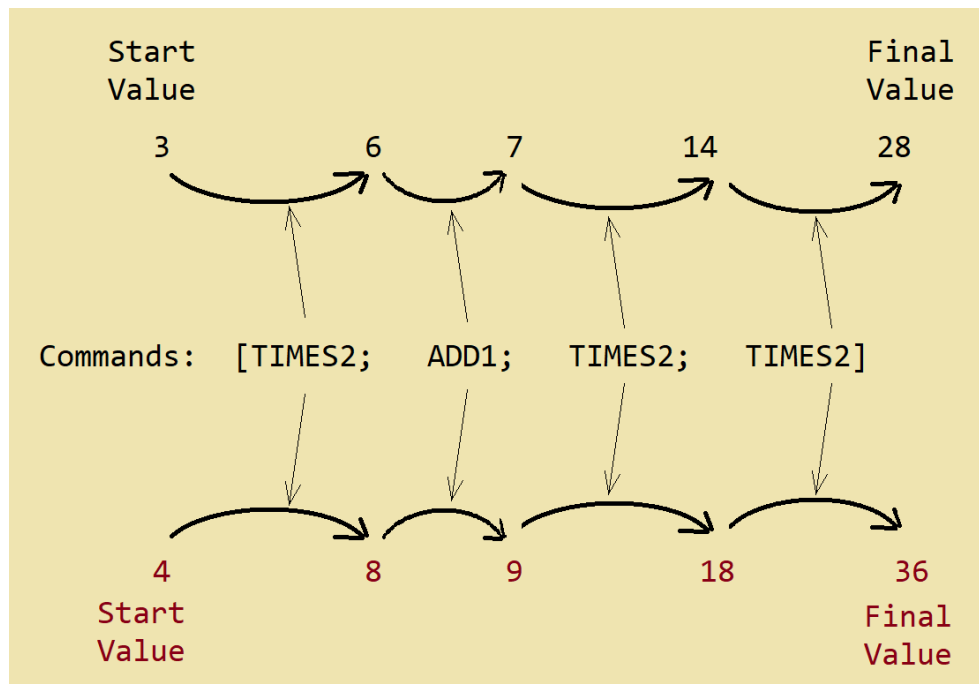 Start Final
Value Value
3 6 7 14 28
Commands: [TIMES2; ADD1; TIMES2; TIMES2]
4 8 9 18 36
Start Final
Value Value